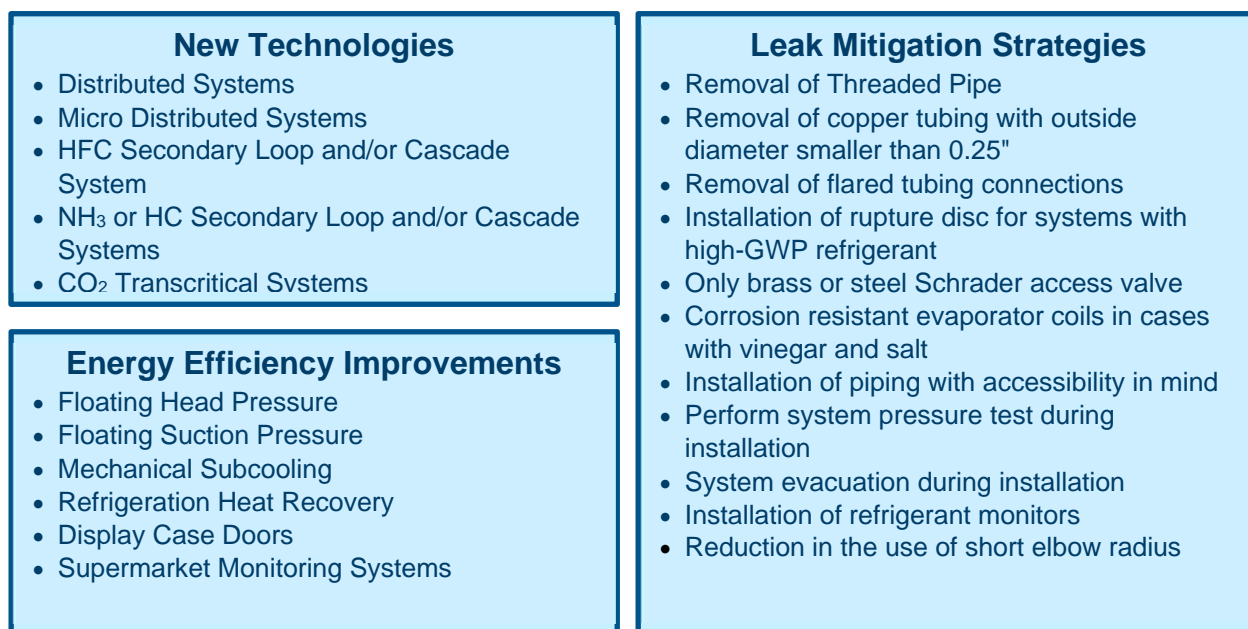 New Technologies
• Distributed Systems
• Micro Distributed Systems
• HFC Secondary Loop and/or Cascade
System
• NH₃ or HC Secondary Loop and/or Cascade
Systems
• CO₂ Transcritical Systems
Energy Efficiency Improvements
• Floating Head Pressure
• Floating Suction Pressure
• Mechanical Subcooling
• Refrigeration Heat Recovery
• Display Case Doors
• Supermarket Monitoring Systems
Leak Mitigation Strategies
• Removal of Threaded Pipe
• Removal of copper tubing with outside
diameter smaller than 0.25"
• Removal of flared tubing connections
• Installation of rupture disc for systems with
high-GWP refrigerant
• Only brass or steel Schrader access valve
• Corrosion resistant evaporator coils in cases
with vinegar and salt
• Installation of piping with accessibility in mind
• Perform system pressure test during
installation
• System evacuation during installation
• Installation of refrigerant monitors
• Reduction in the use of short elbow radius